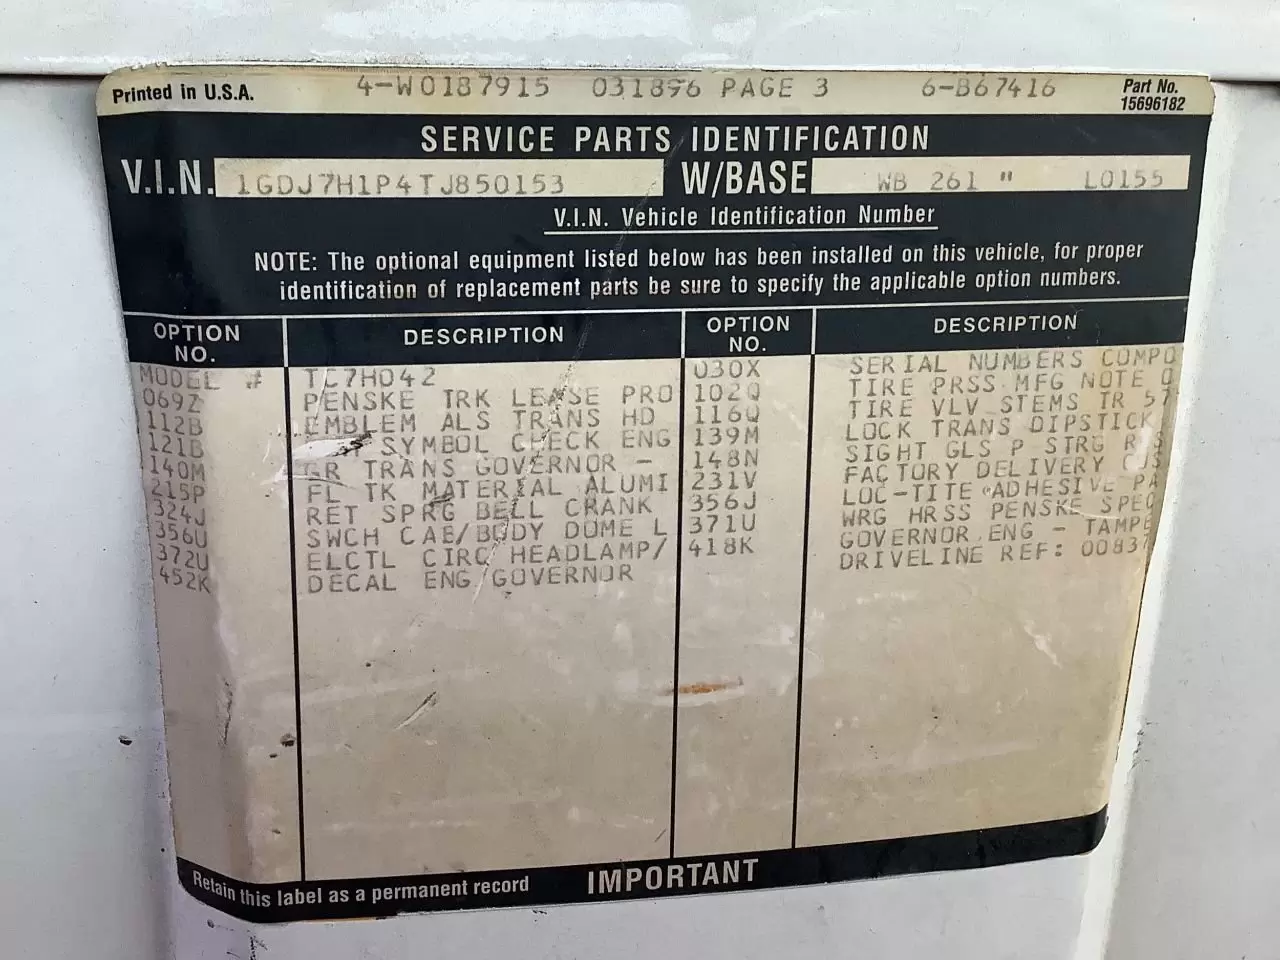 Printed in U.S.A. 4-W0187915 031896 PAGE 3 6-B67416 Part No. 15696182
SERVICE PARTS IDENTIFICATION
V.I.N. 1GDJ7H1P4TJ850153 W/BASE WB 261 " L0155
V.I.N. Vehicle Identification Number
NOTE: The optional equipment listed below has been installed on this vehicle, for proper
identification of replacement parts be sure to specify the applicable option numbers.
OPTION NO. DESCRIPTION OPTION NO. DESCRIPTION
MODEL # TC7H042 030X SERIAL NUMBERS COMPO
069Z PENSKE TRK LEASE PRO 102Q TIRE PRSS MFG NOTE
112B EMBLEM ALS TRANS HD 116Q TIRE VLV STEMS TR 57
121B SYMBOL CHECK ENG 139M LOCK TRANS DIPSTICK
140M GR TRANS GOVERNOR - 148N SIGHT GLS P STRG
215P FL TK MATERIAL ALUMI 231V FACTORY DELIVERY
324J RET SPRG BELL CRANK 356J LOC-TITE ADHESIVE PA
356U SWCH CAB/BODY DOME L 371U WRG HRSS PENSKE SPEC
372U ELCTL CIRC HEADLAMP/ 418K GOVERNOR ENG - TAMPE
452K DECAL ENG GOVERNOR DRIVELINE REF: 00837
Retain this label as a permanent record IMPORTANT